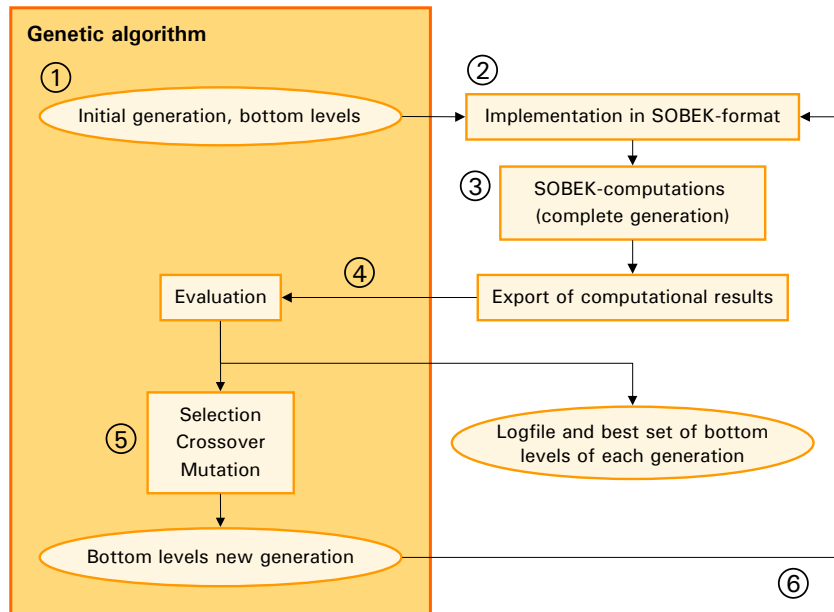 Genetic algorithm
1
2
Initial generation, bottom levels
Implementation in SOBEK-format
3
SOBEK-computations
(complete generation)
4
Evaluation
Export of computational results
5
Selection
Crossover
Mutation
Logfile and best set of bottom
levels of each generation
Bottom levels new generation
6